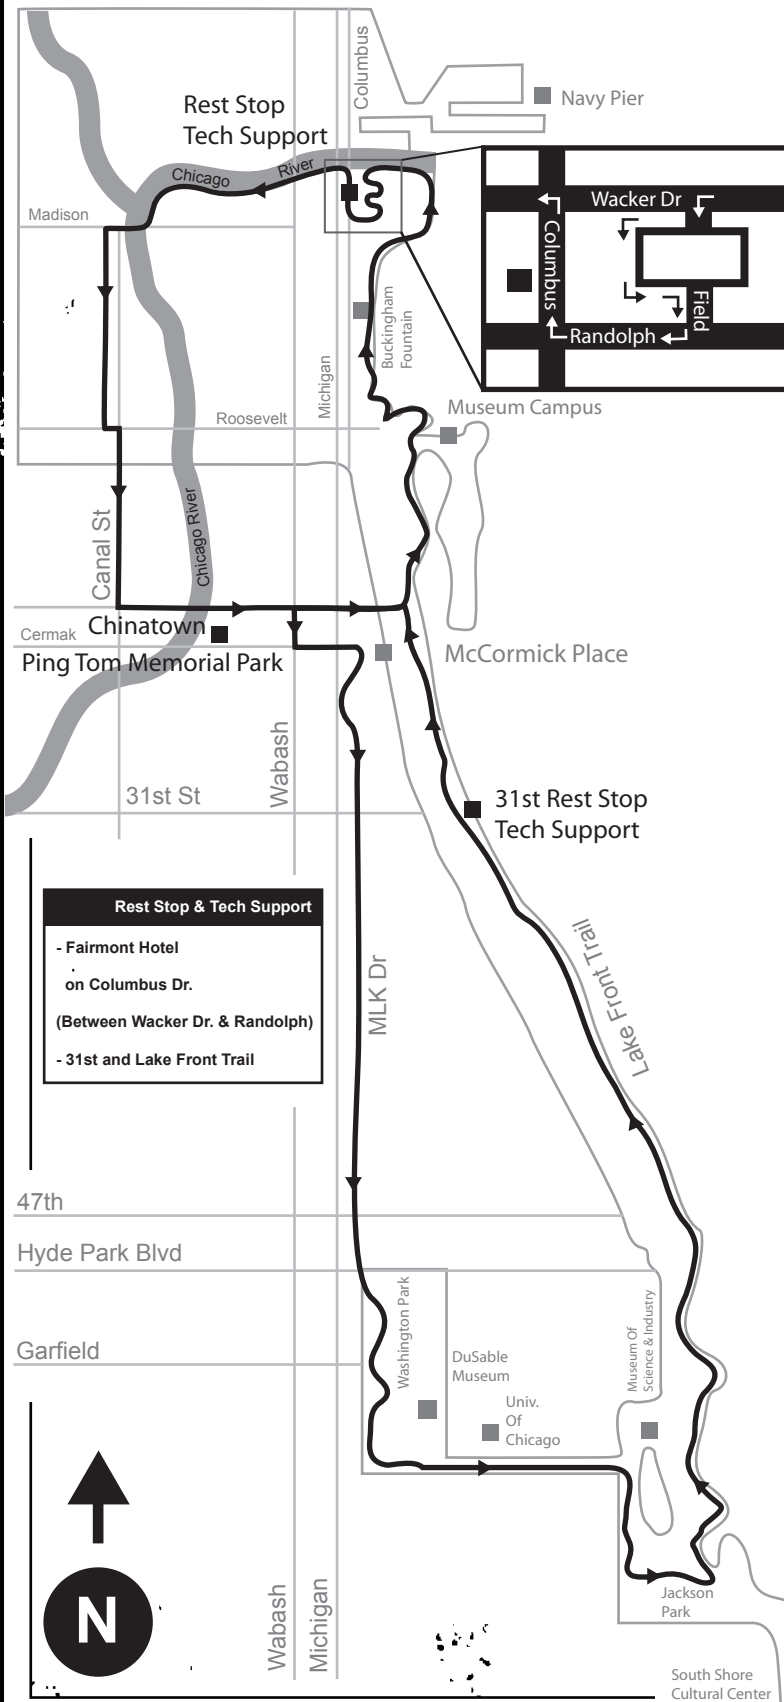 Columbus
Rest Stop
Tech Support
Navy Pier
Chicago
River
Madison
Wacker Dr
Columbus
Field
Randolph
Buckingham
Fountain
Michigan
Roosevelt
Museum Campus
Canal St
Chicago River
Cermak
Chinatown
Ping Tom Memorial Park
McCormick Place
Wabash
31st St
31st Rest Stop
Tech Support
Rest Stop & Tech Support
- Fairmont Hotel
on Columbus Dr.
(Between Wacker Dr. & Randolph)
- 31st and Lake Front Trail
MLK Dr
Lake Front Trail
47th
Hyde Park Blvd
Garfield
Washington Park
DuSable
Museum
Univ.
Of
Chicago
Museum Of
Science & Industry
N
Wabash
Michigan
Jackson
Park
South Shore
Cultural Center